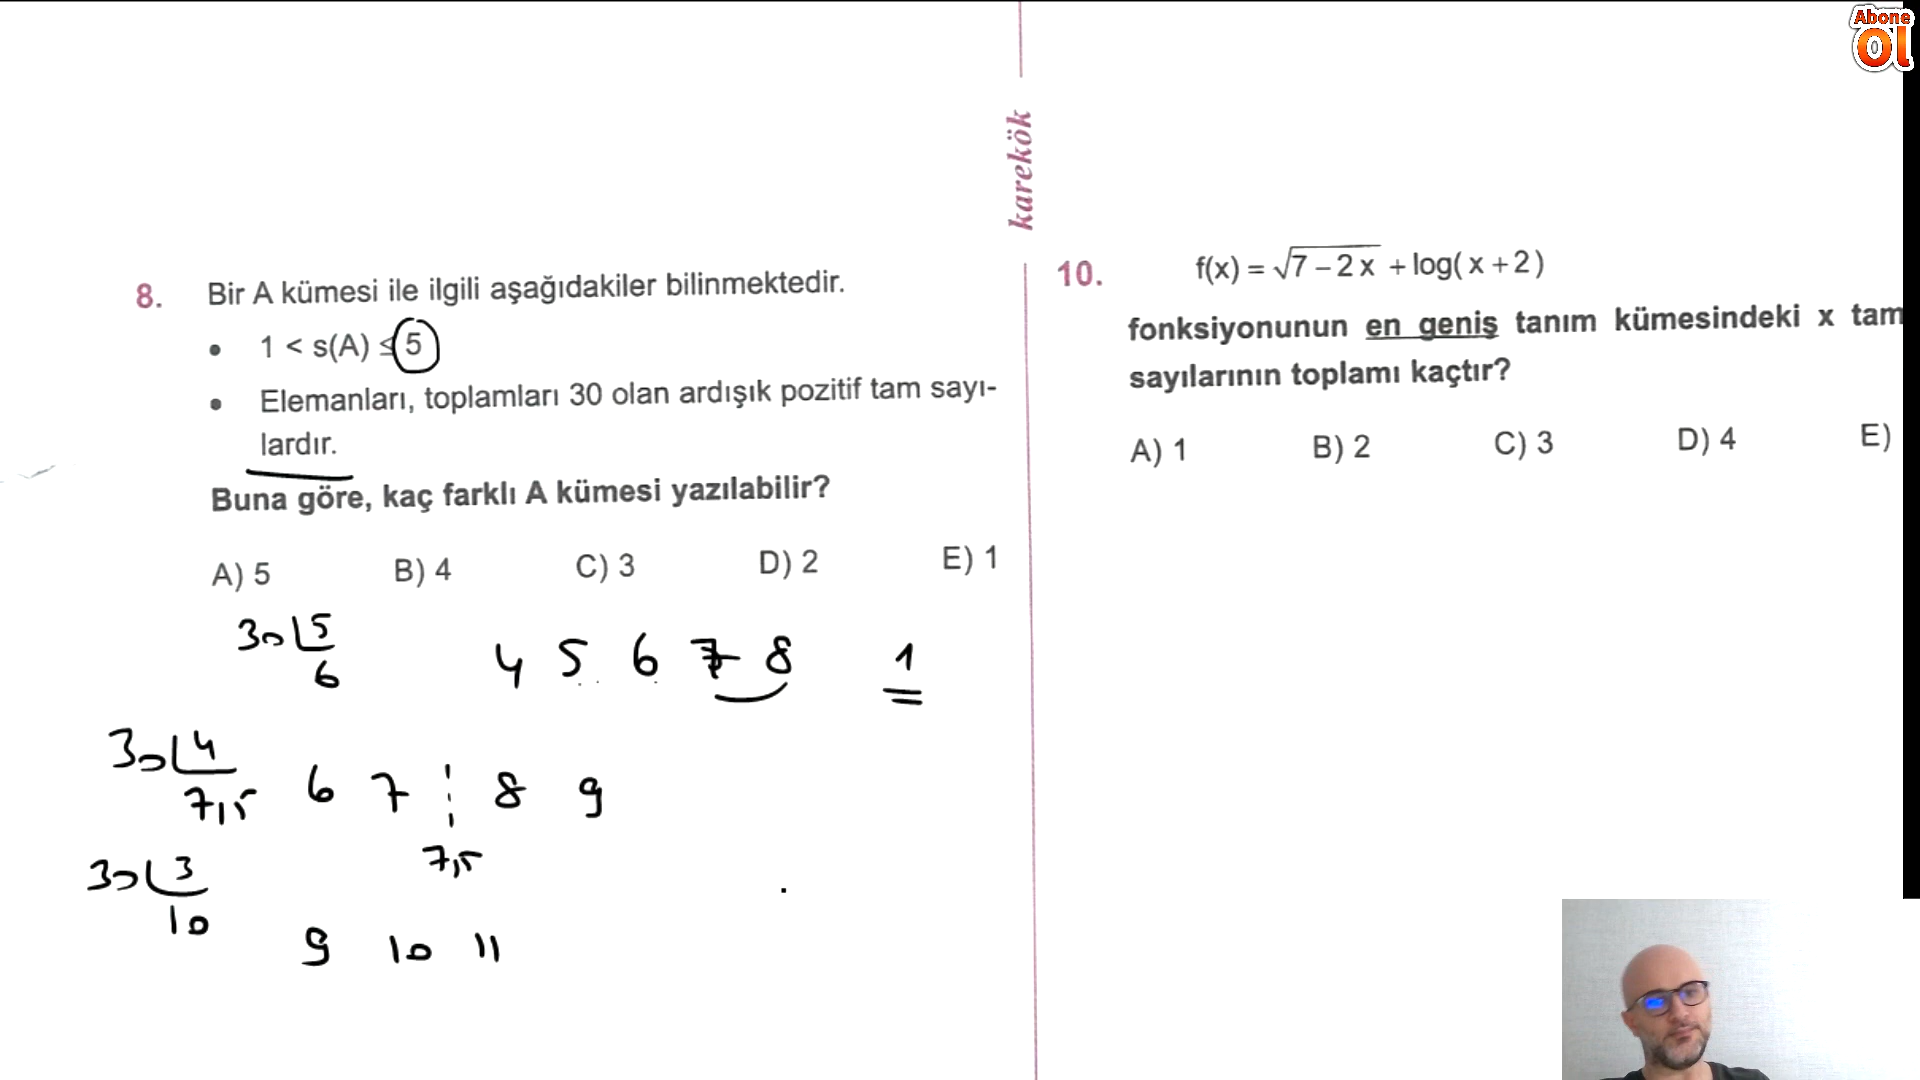 Abone
Ol
karekök
8. Bir A kümesi ile ilgili aşağıdakiler bilinmektedir.
• 1 < s(A) ≤ 5
• Elemanları, toplamları 30 olan ardışık pozitif tam sayı-
lardır.
Buna göre, kaç farklı A kümesi yazılabilir?
A) 5 B) 4 C) 3 D) 2 E) 1
30 5
6
4 5 6 7 8 1
30 4
7,5 6 7 8 9
7,5
30 3
10
9 10 11
10. f(x) = √7 – 2x + log(x + 2)
fonksiyonunun en geniş tanım kümesindeki x tam
sayılarının toplamı kaçtır?
A) 1 B) 2 C) 3 D) 4 E)